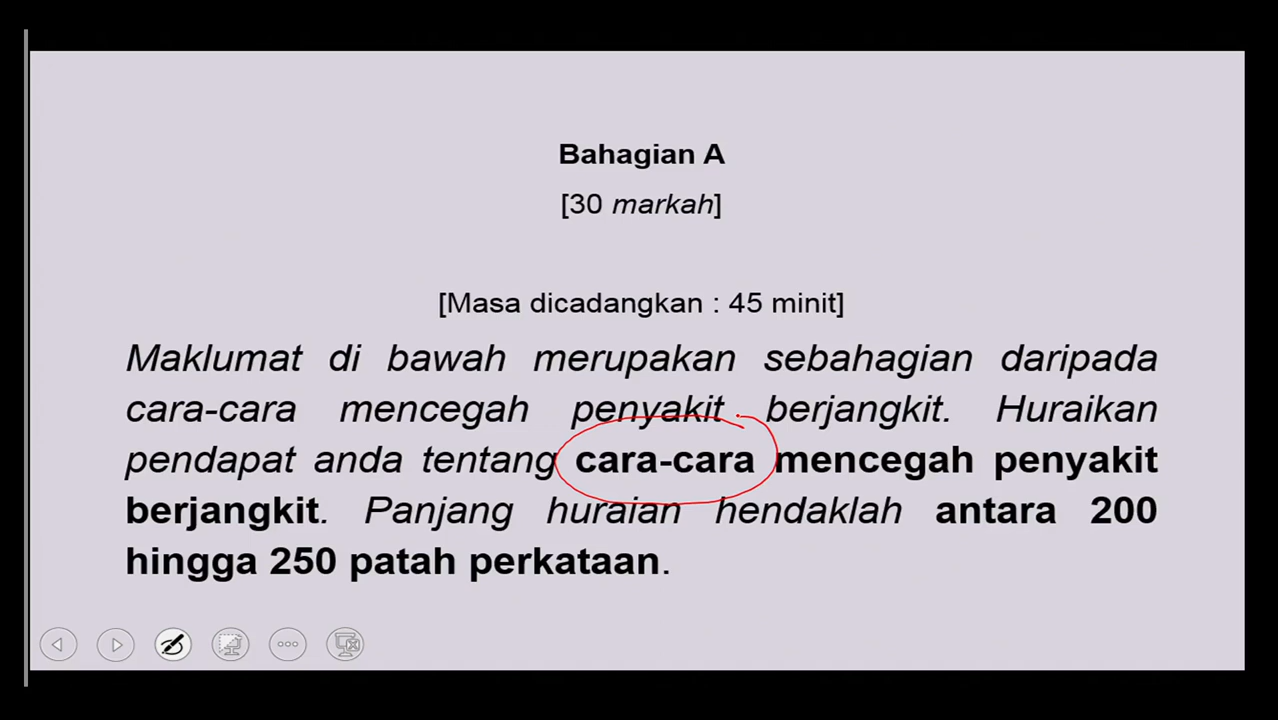 Bahagian A
[30 markah]
[Masa dicadangkan : 45 minit]
Maklumat di bawah merupakan sebahagian daripada
cara-cara mencegah penyakit berjangkit. Huraikan
pendapat anda tentang cara-cara mencegah penyakit
berjangkit. Panjang huraian hendaklah antara 200
hingga 250 patah perkataan.